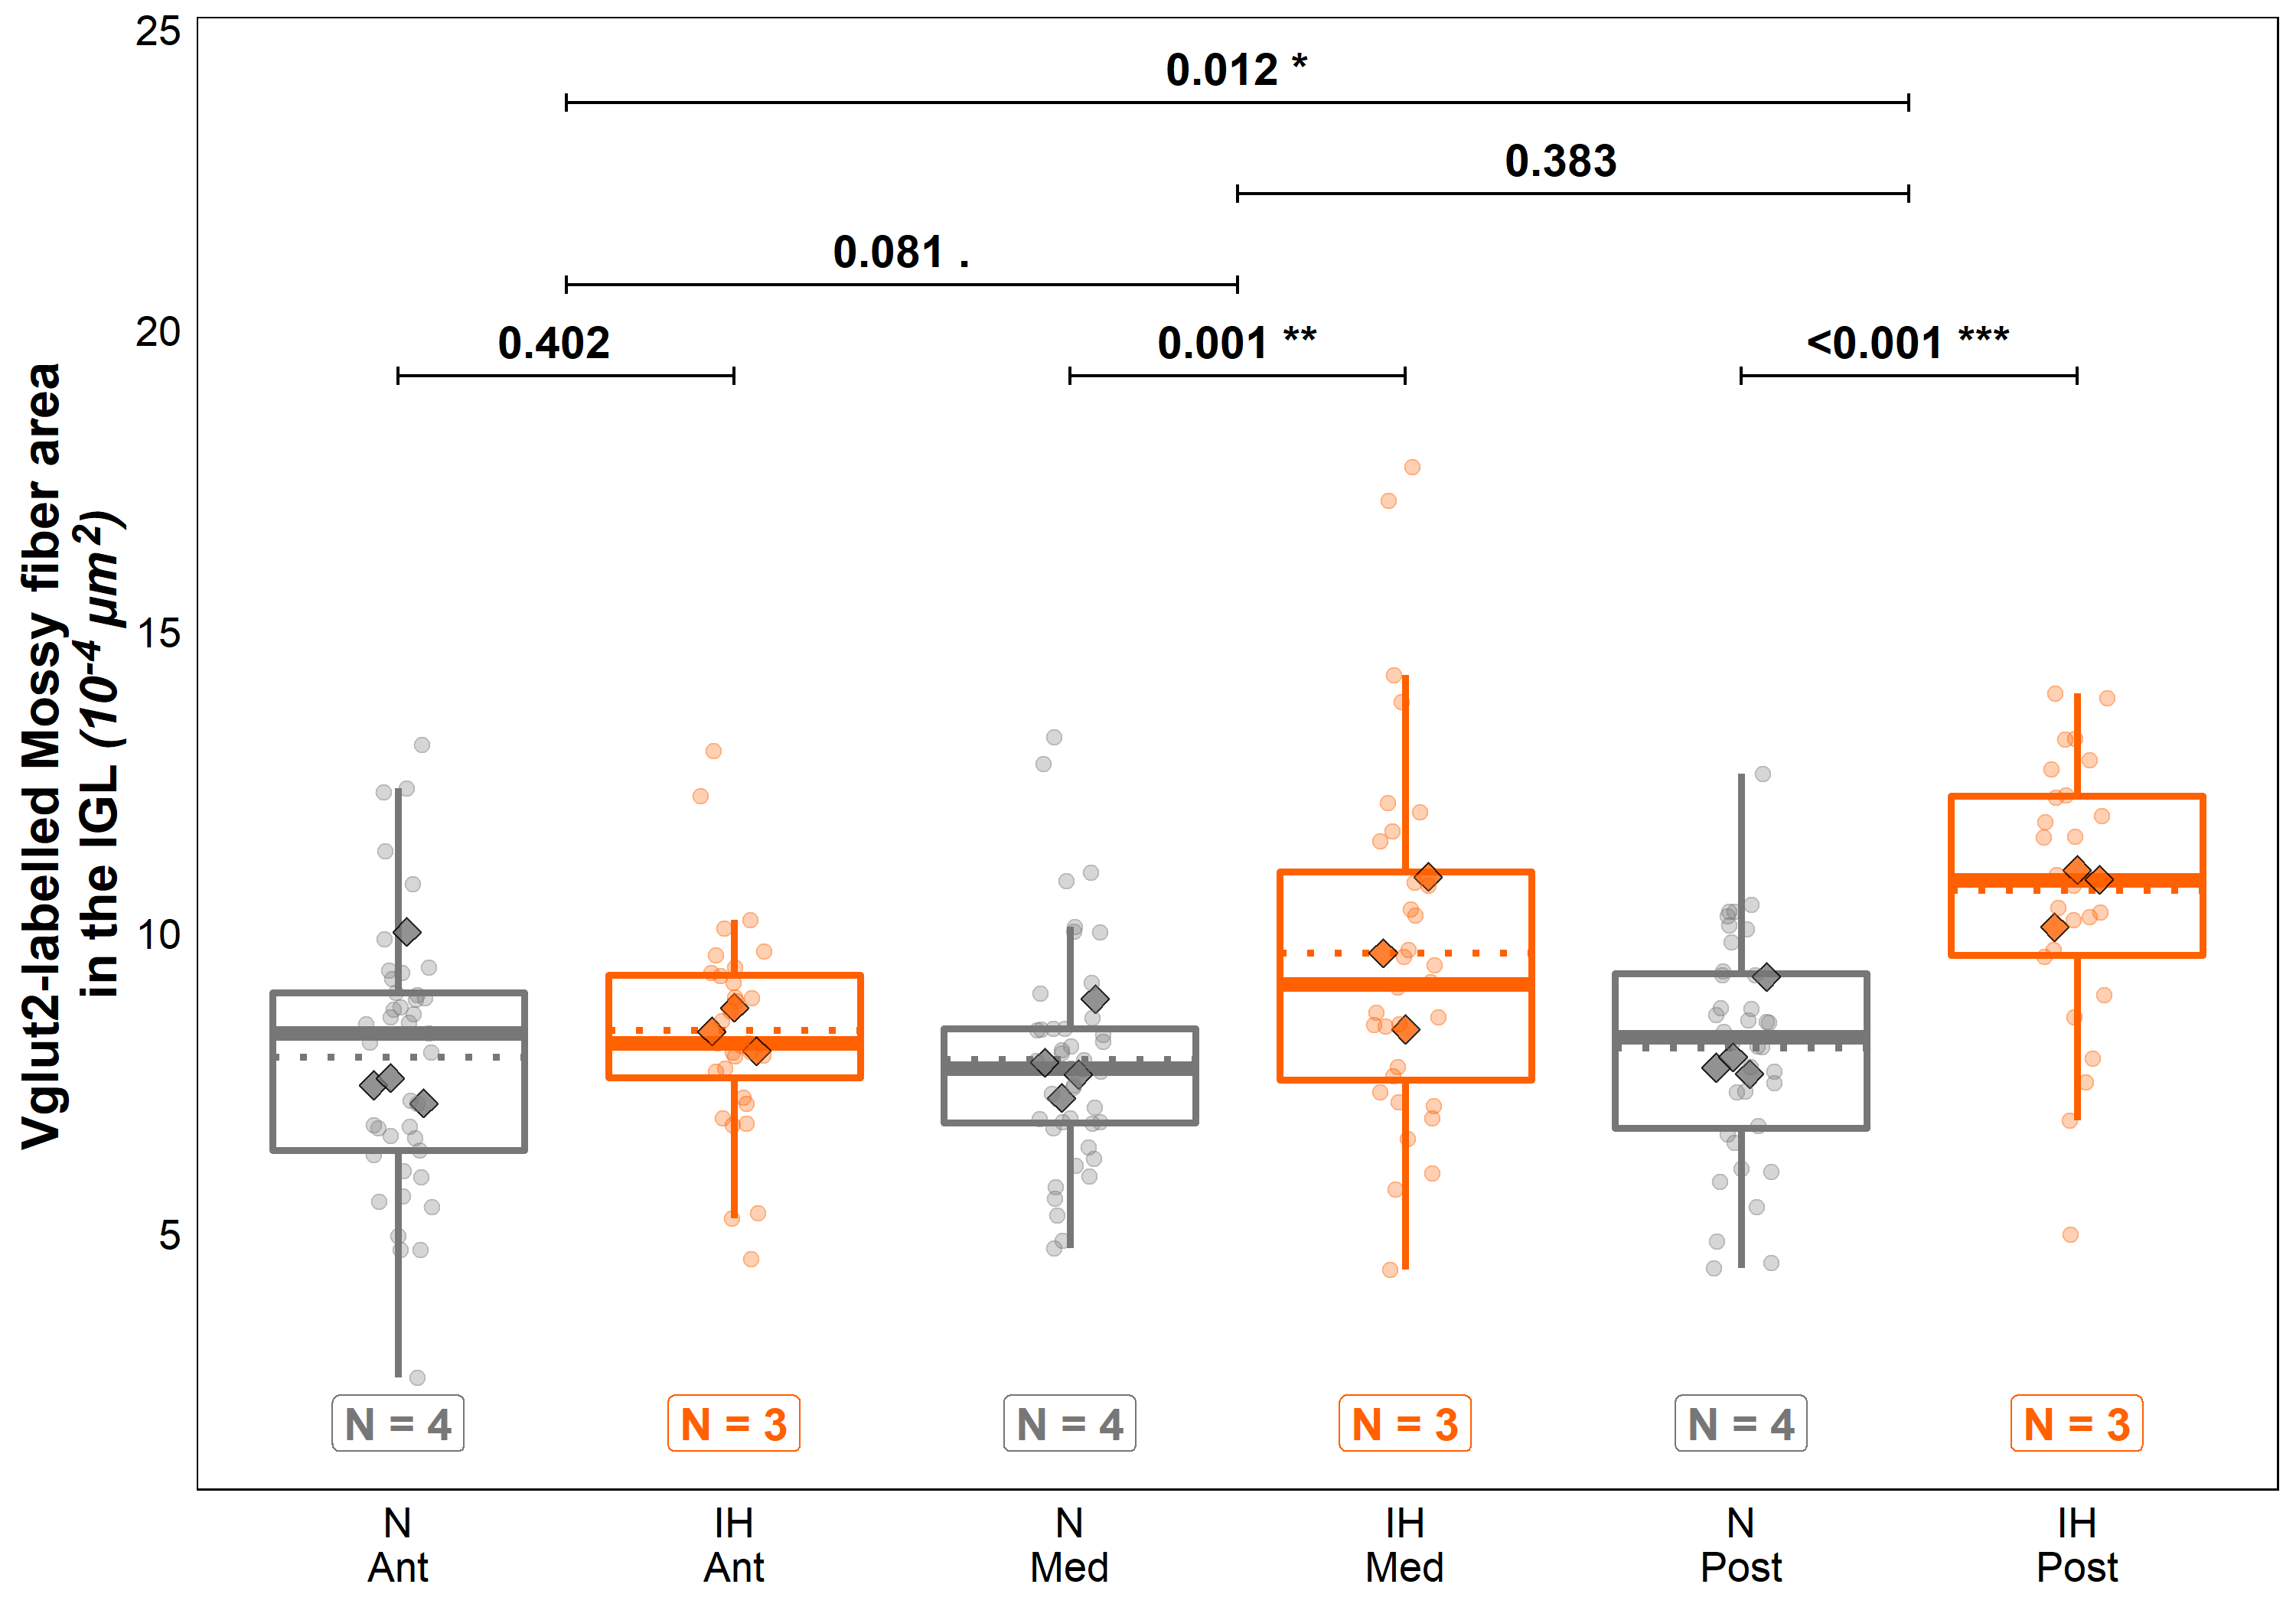 Vglut2-labelled Mossy fiber area
in the IGL (10⁻⁴ µm²)
25
20
15
10
5
0.012 *
0.383
0.081 .
0.402
0.001 **
<0.001 ***
N = 4
N = 3
N = 4
N = 3
N = 4
N = 3
N
Ant
IH
Ant
N
Med
IH
Med
N
Post
IH
Post